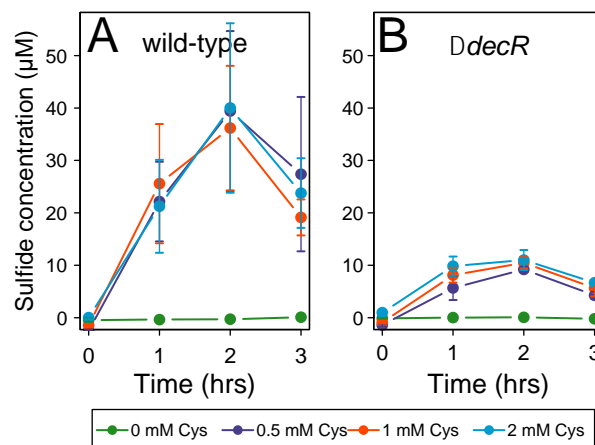 A wild-type
B DdecR
Sulfide concentration (µM)
50
40
30
20
10
0
0 1 2 3
0 1 2 3
50
40
30
20
10
0
Time (hrs)
Time (hrs)
0 mM Cys 0.5 mM Cys 1 mM Cys 2 mM Cys